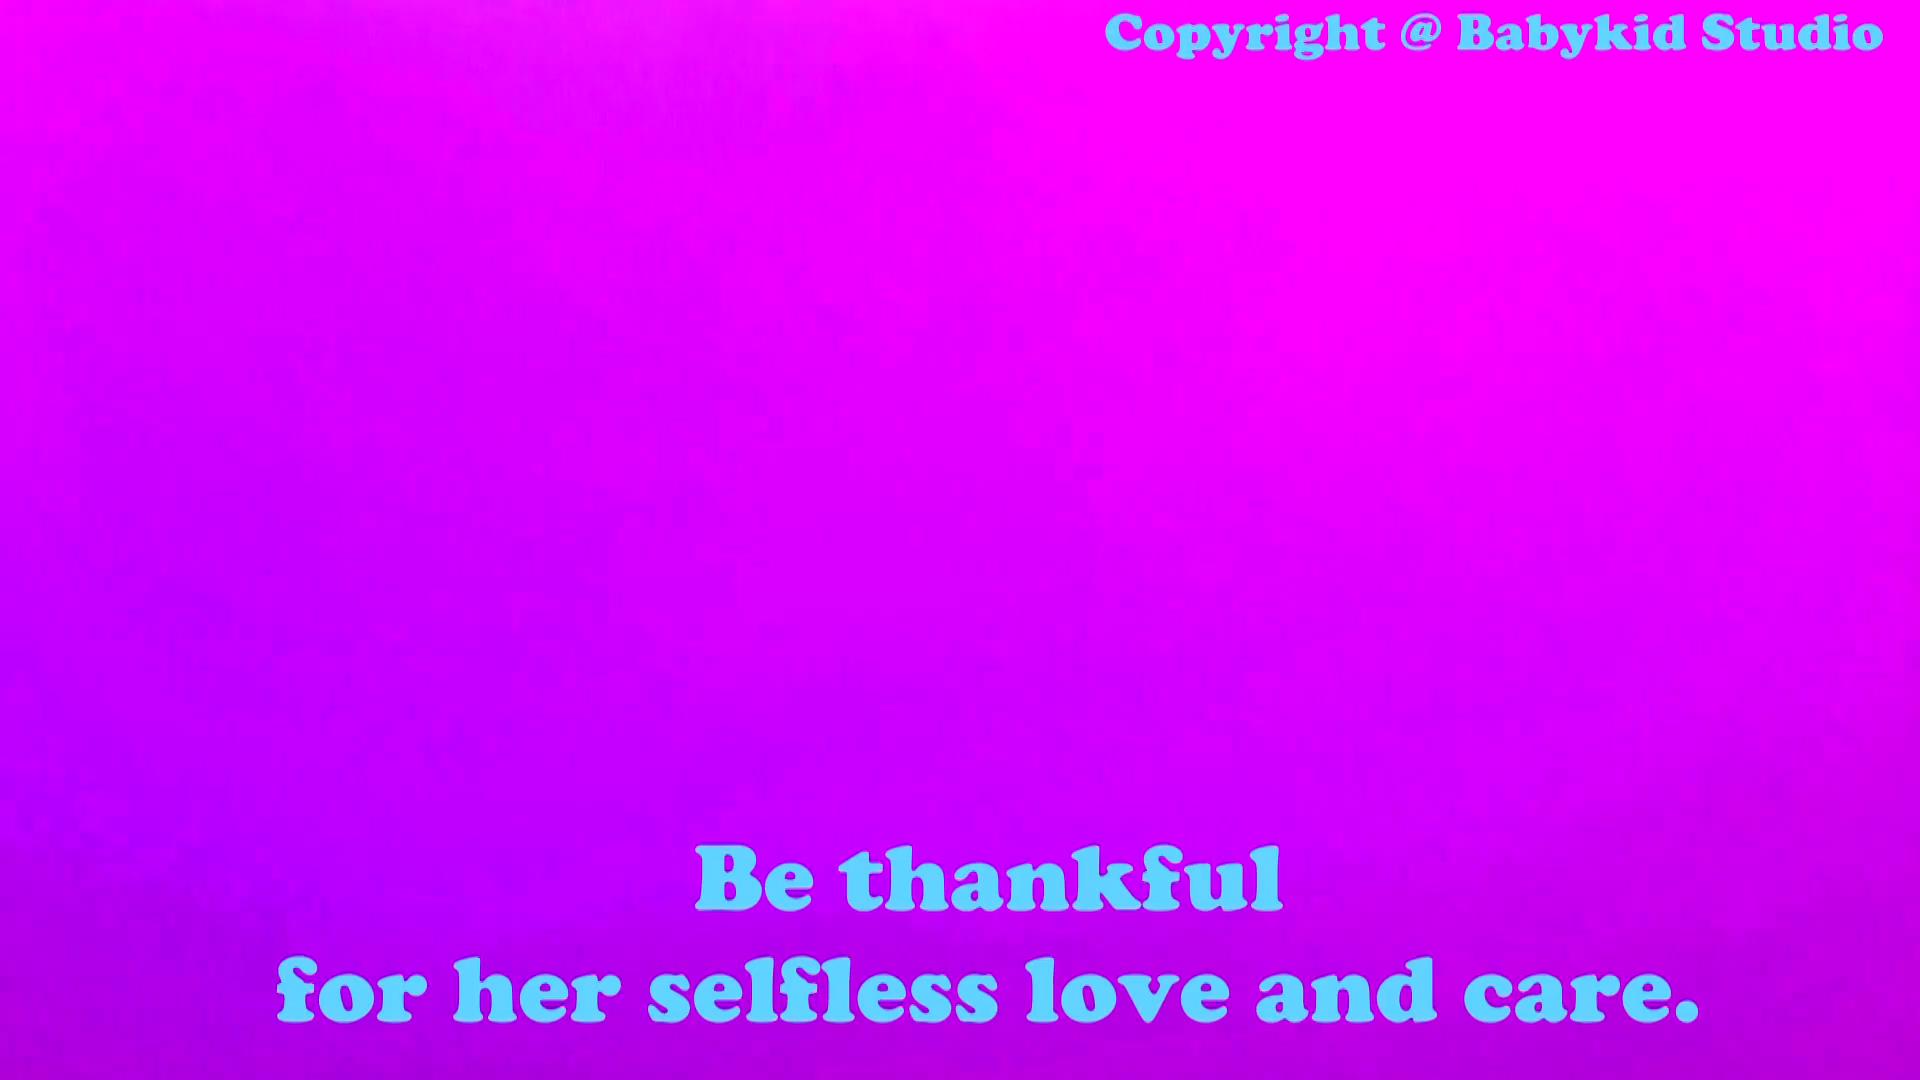 Copyright @ Babykid Studio
Be thankful
for her selfless love and care.